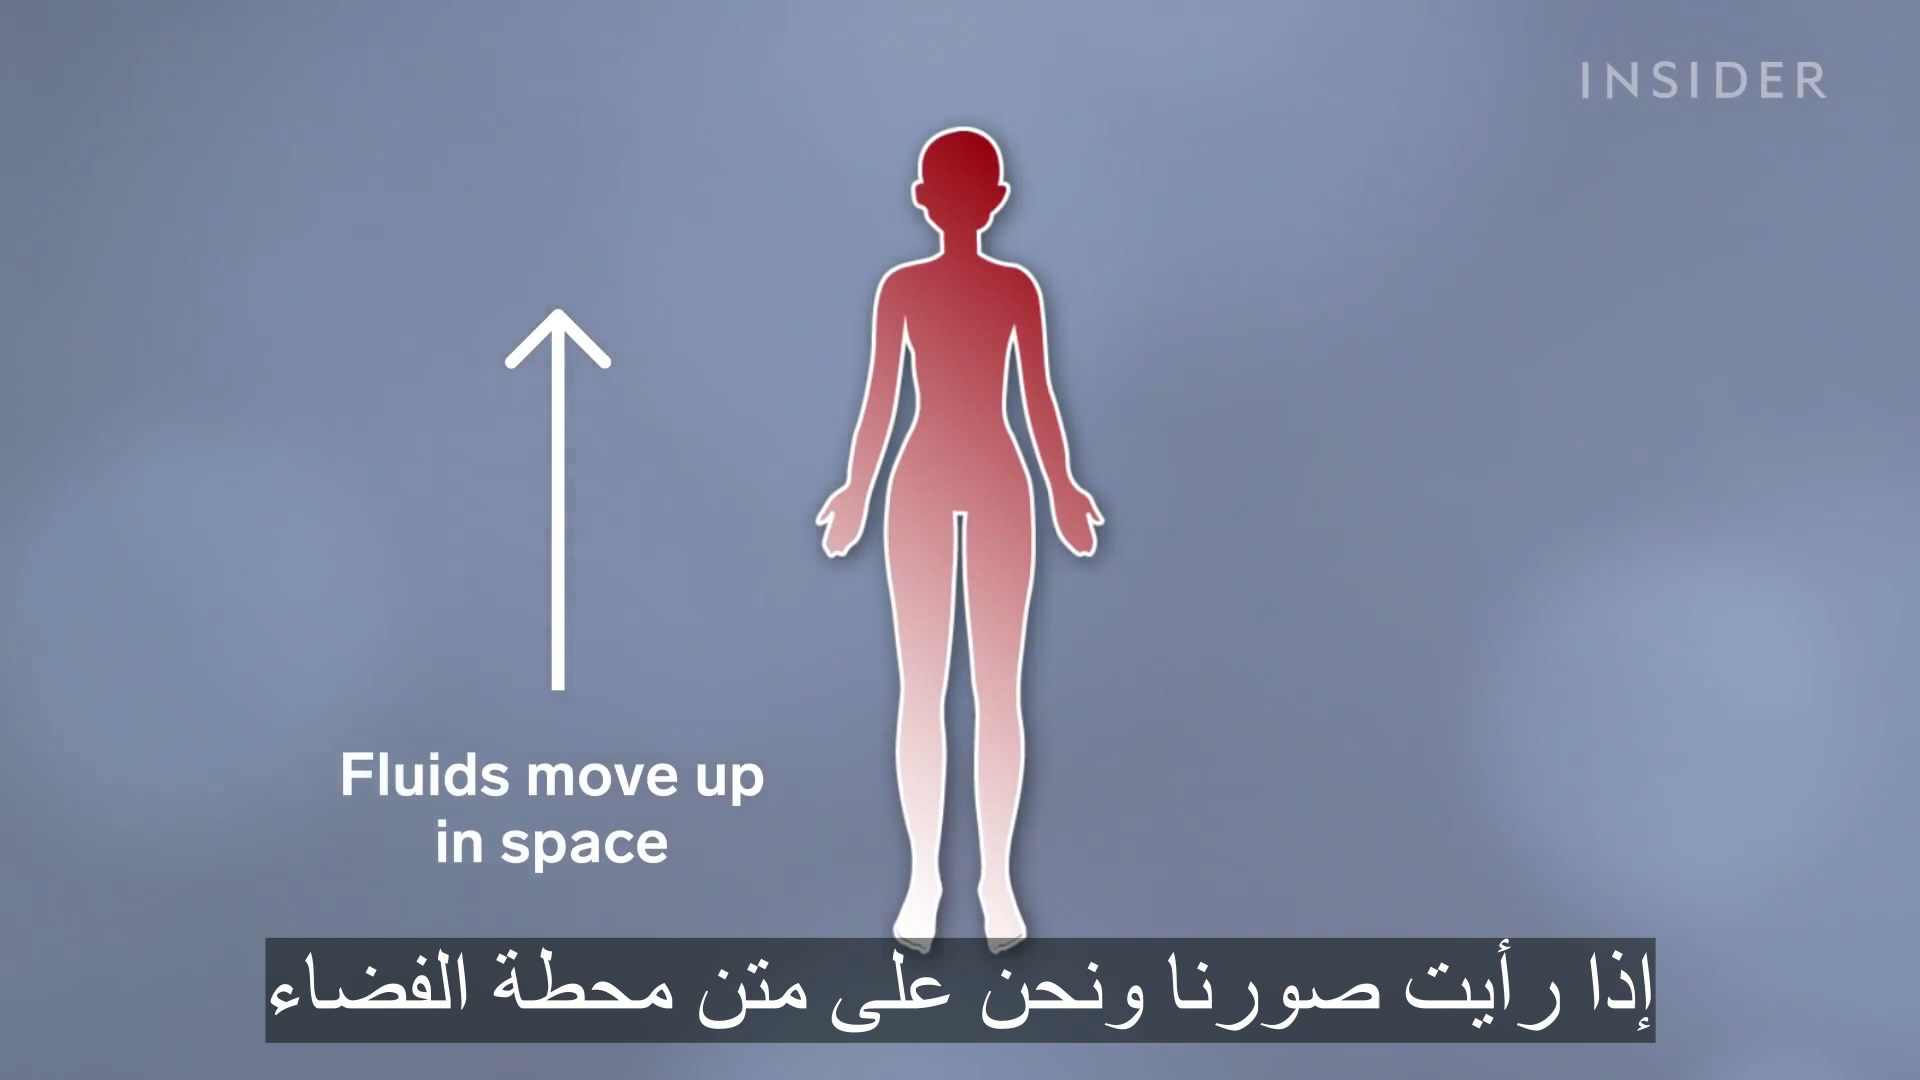 INSIDER
Fluids move up
in space
إذا رأيت صورنا ونحن على متن محطة الفضاء